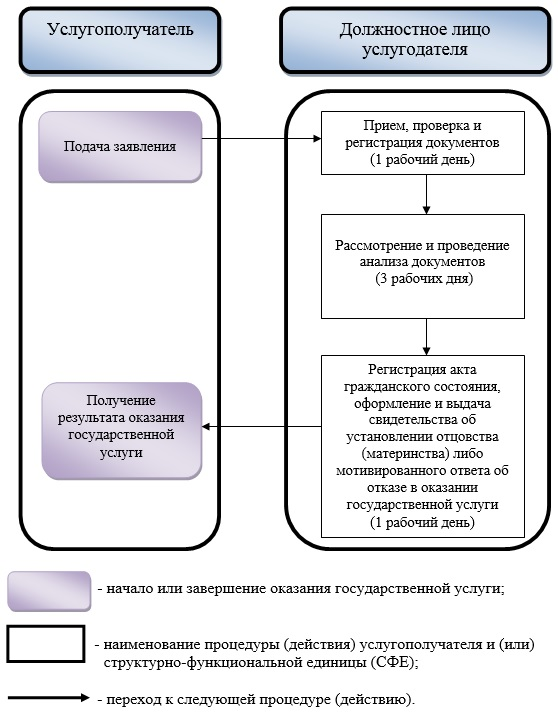 Услугополучатель
Должностное лицо
услугодателя
Подача заявления
Прием, проверка и
регистрация документов
(1 рабочий день)
Рассмотрение и проведение
анализа документов
(3 рабочих дня)
Регистрация акта
гражданского состояния,
оформление и выдача
свидетельства об
установлении отцовства
(материнства) либо
мотивированного ответа об
отказе в оказании
государственной услуги
(1 рабочий день)
Получение
результата оказания
государственной
услуги
- начало или завершение оказания государственной услуги;
- наименование процедуры (действия) услугополучателя и (или)
структурно-функциональной единицы (СФЕ);
- переход к следующей процедуре (действию).